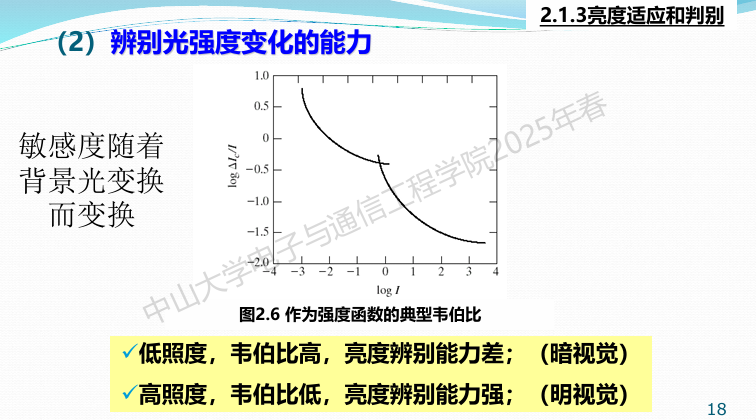 2.1.3亮度适应和判别
（2）辨别光强度变化的能力
敏感度随着
背景光变换
而变换
1.0
0.5
0
−0.5
−1.0
−1.5
−2.0
log ΔIc/I
−4 −3 −2 −1 0 1 2 3 4
log I
中山大学电子与通信工程学院2025年春
图2.6 作为强度函数的典型韦伯比
✓低照度，韦伯比高，亮度辨别能力差；（暗视觉）
✓高照度，韦伯比低，亮度辨别能力强；（明视觉）
18